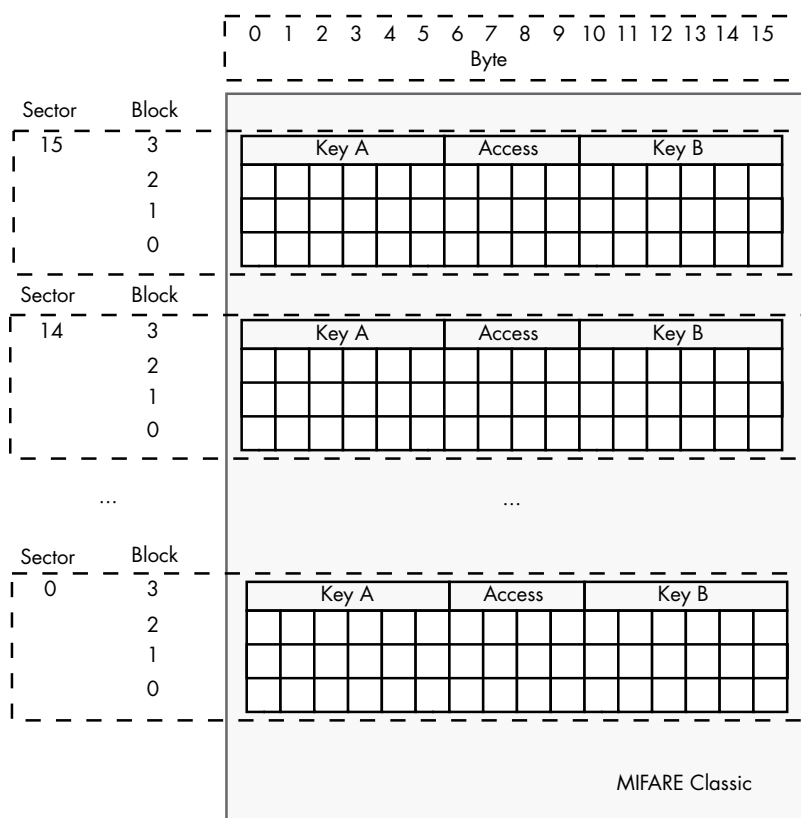 0 1 2 3 4 5 6 7 8 9 10 11 12 13 14 15
Byte
Sector Block
15 3 Key A Access Key B
2
1
0
Sector Block
14 3 Key A Access Key B
2
1
0
... ...
Sector Block
0 3 Key A Access Key B
2
1
0
MIFARE Classic